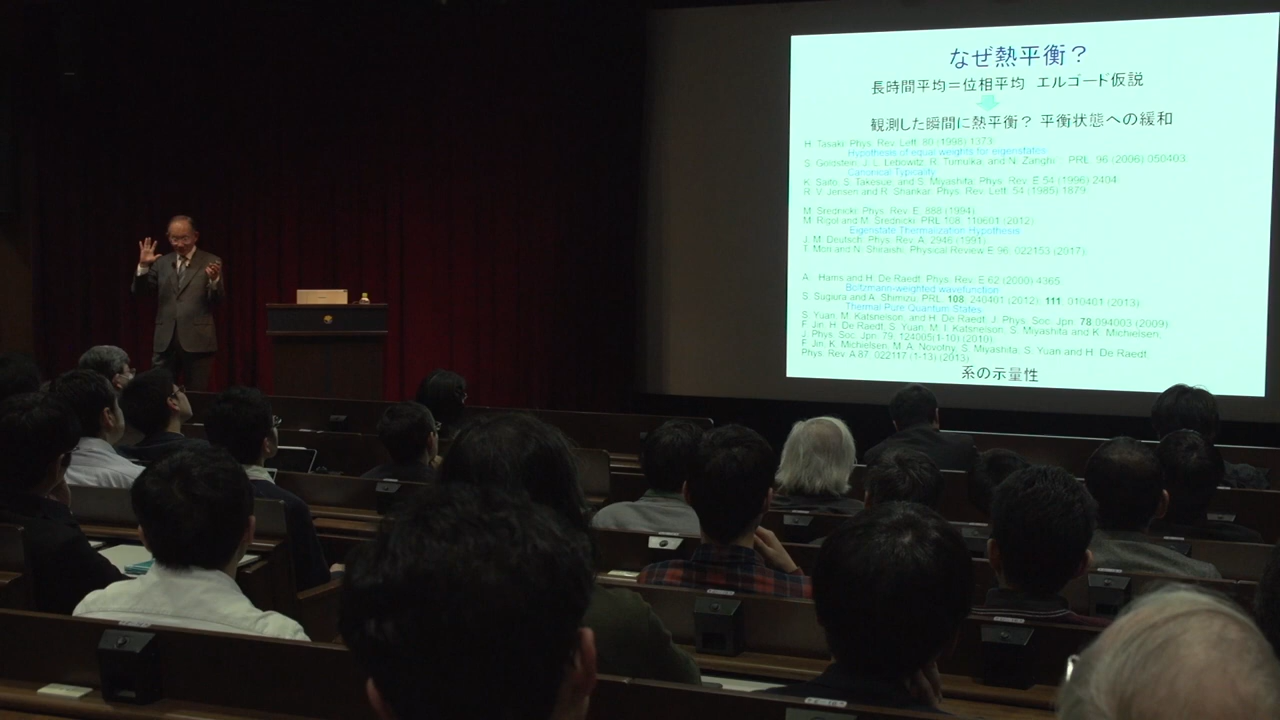 なぜ熱平衡？
長時間平均＝位相平均 エルゴード仮説
観測した瞬間に熱平衡？ 平衡状態への緩和
H. Tasaki: Phys. Rev. Lett. 80 (1998) 1373.
Hypothesis of equal weights for eigenstates
S. Goldstein, J. L. Lebowitz, R. Tumulka, and N. Zanghi: PRL. 96 (2006) 050403.
Canonical Typicality
K. Saito, S. Takesue, and S. Miyashita: Phys. Rev. E 54 (1996) 2404.
R. V. Jensen and R. Shankar: Phys. Rev. Lett. 54 (1985) 1879.
M. Srednicki: Phys. Rev. E. 888 (1994).
M. Rigol and M. Srednicki: PRL 108, 110601 (2012).
Eigenstate Thermalization Hypothesis
J. M. Deutsch: Phys. Rev. A. 2946 (1991).
T. Mori and N. Shiraishi, Physical Review E 96, 022153 (2017).
A. Hams and H. De Raedt: Phys. Rev. E 62 (2000) 4365.
Boltzmann-weighted wavefunction
S. Sugiura and A. Shimizu: PRL. 108, 240401 (2012), 111, 010401 (2013).
Thermal Pure Quantum States
S. Yuan, M. Katsnelson, and H. De Raedt: J. Phys. Soc. Jpn. 78 094003 (2009).
F. Jin, H. De Raedt, S. Yuan, M. I. Katsnelson, S. Miyashita and K. Michielsen:
J. Phys. Soc. Jpn. 79, 124005(1-10) (2010).
F. Jin, K. Michielsen, M. A. Novotny, S. Miyashita, S. Yuan and H. De Raedt:
Phys. Rev. A 87, 022117 (1-13) (2013)
系の示量性